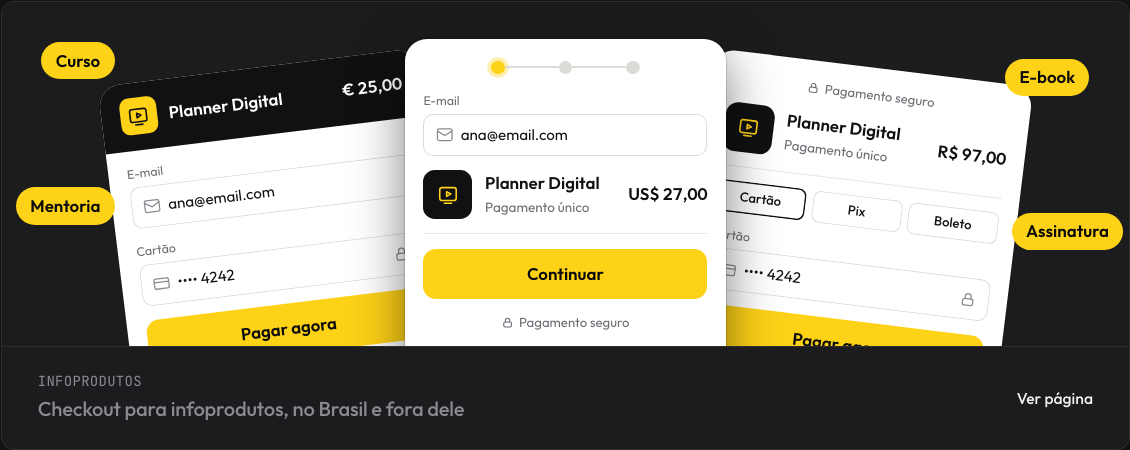 Curso
Mentoria
Planner Digital
€ 25,00
E-mail
ana@email.com
Cartão
•••• 4242
Pagar agora
E-mail
ana@email.com
Planner Digital
Pagamento único
US$ 27,00
Continuar
Pagamento seguro
E-book
Assinatura
Pagamento seguro
Planner Digital
Pagamento único
R$ 97,00
Cartão
Pix
Boleto
•••• 4242
Pagar
INFOPRODUTOS
Checkout para infoprodutos, no Brasil e fora dele
Ver página